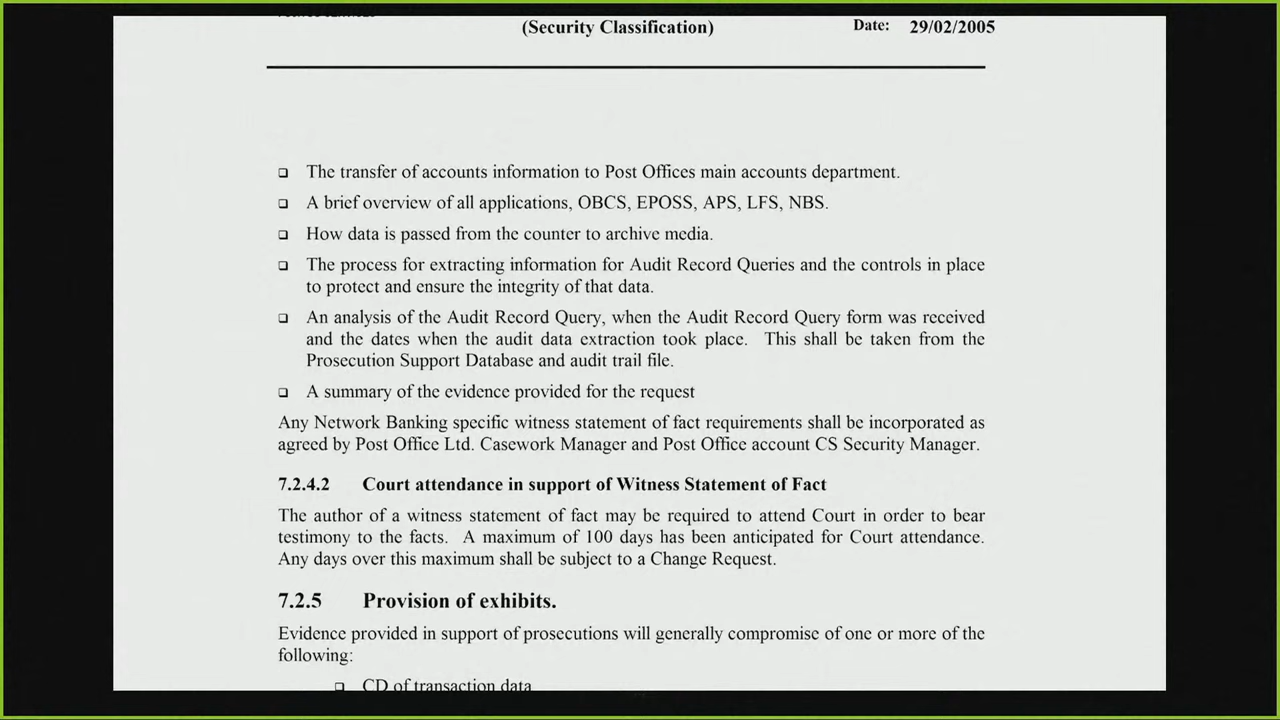 (Security Classification)
Date: 29/02/2005
❑ The transfer of accounts information to Post Offices main accounts department.
❑ A brief overview of all applications, OBCS, EPOSS, APS, LFS, NBS.
❑ How data is passed from the counter to archive media.
❑ The process for extracting information for Audit Record Queries and the controls in place
to protect and ensure the integrity of that data.
❑ An analysis of the Audit Record Query, when the Audit Record Query form was received
and the dates when the audit data extraction took place. This shall be taken from the
Prosecution Support Database and audit trail file.
❑ A summary of the evidence provided for the request
Any Network Banking specific witness statement of fact requirements shall be incorporated as
agreed by Post Office Ltd. Casework Manager and Post Office account CS Security Manager.
7.2.4.2 Court attendance in support of Witness Statement of Fact
The author of a witness statement of fact may be required to attend Court in order to bear
testimony to the facts. A maximum of 100 days has been anticipated for Court attendance.
Any days over this maximum shall be subject to a Change Request.
7.2.5 Provision of exhibits.
Evidence provided in support of prosecutions will generally compromise of one or more of the
following:
❑ CD of transaction data